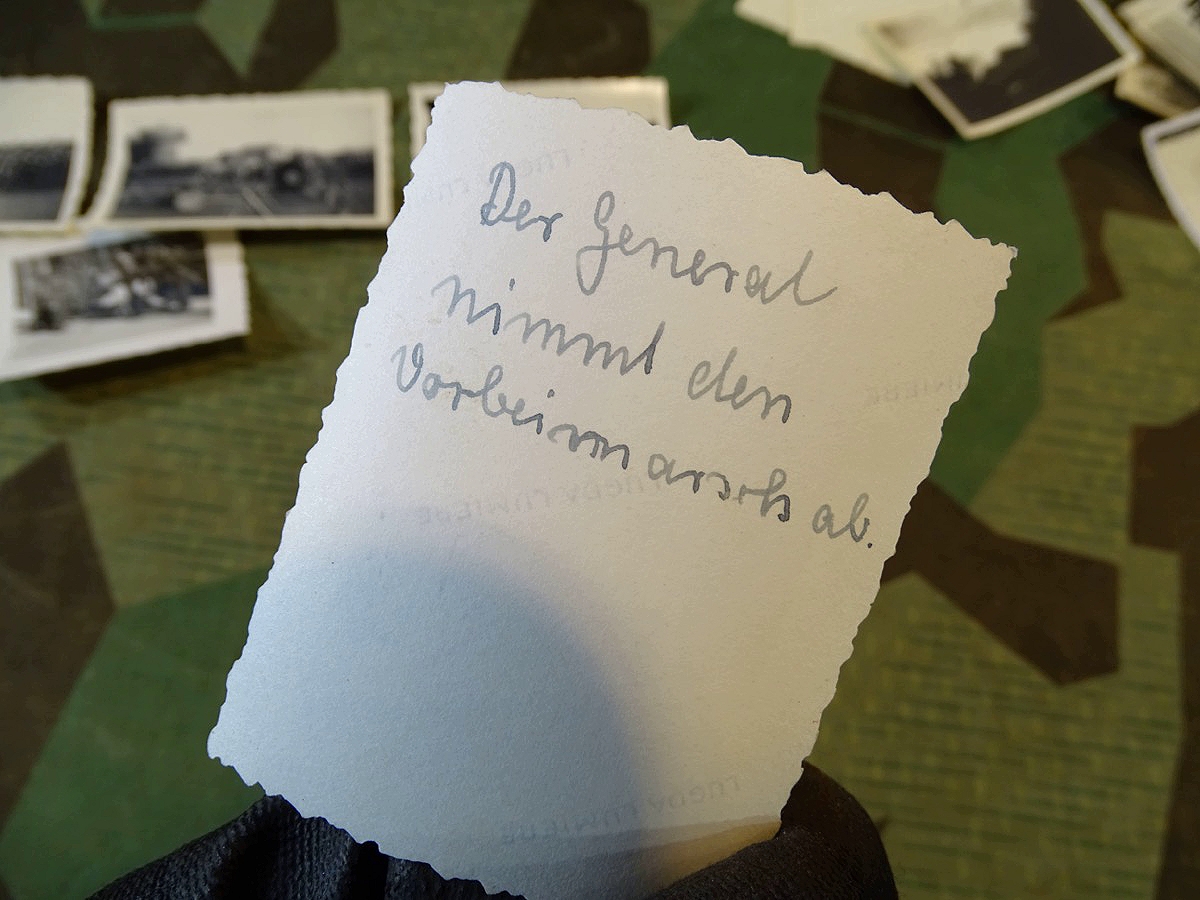 Der General
nimmt den
Vorbeimarsch ab.